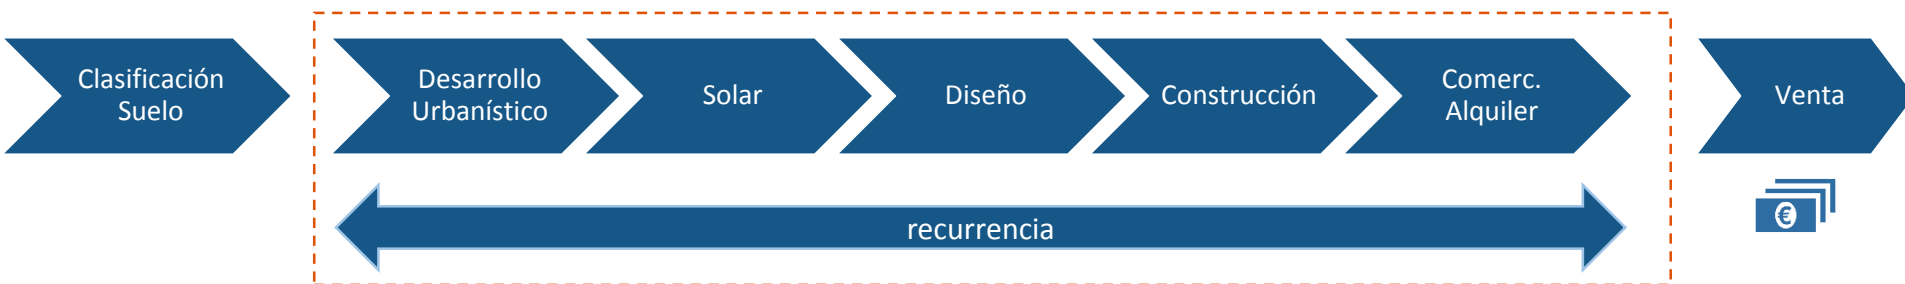 Clasificación
Suelo
Desarrollo
Urbanístico
Solar
Diseño
Construcción
Comerc.
Alquiler
Venta
recurrencia
€